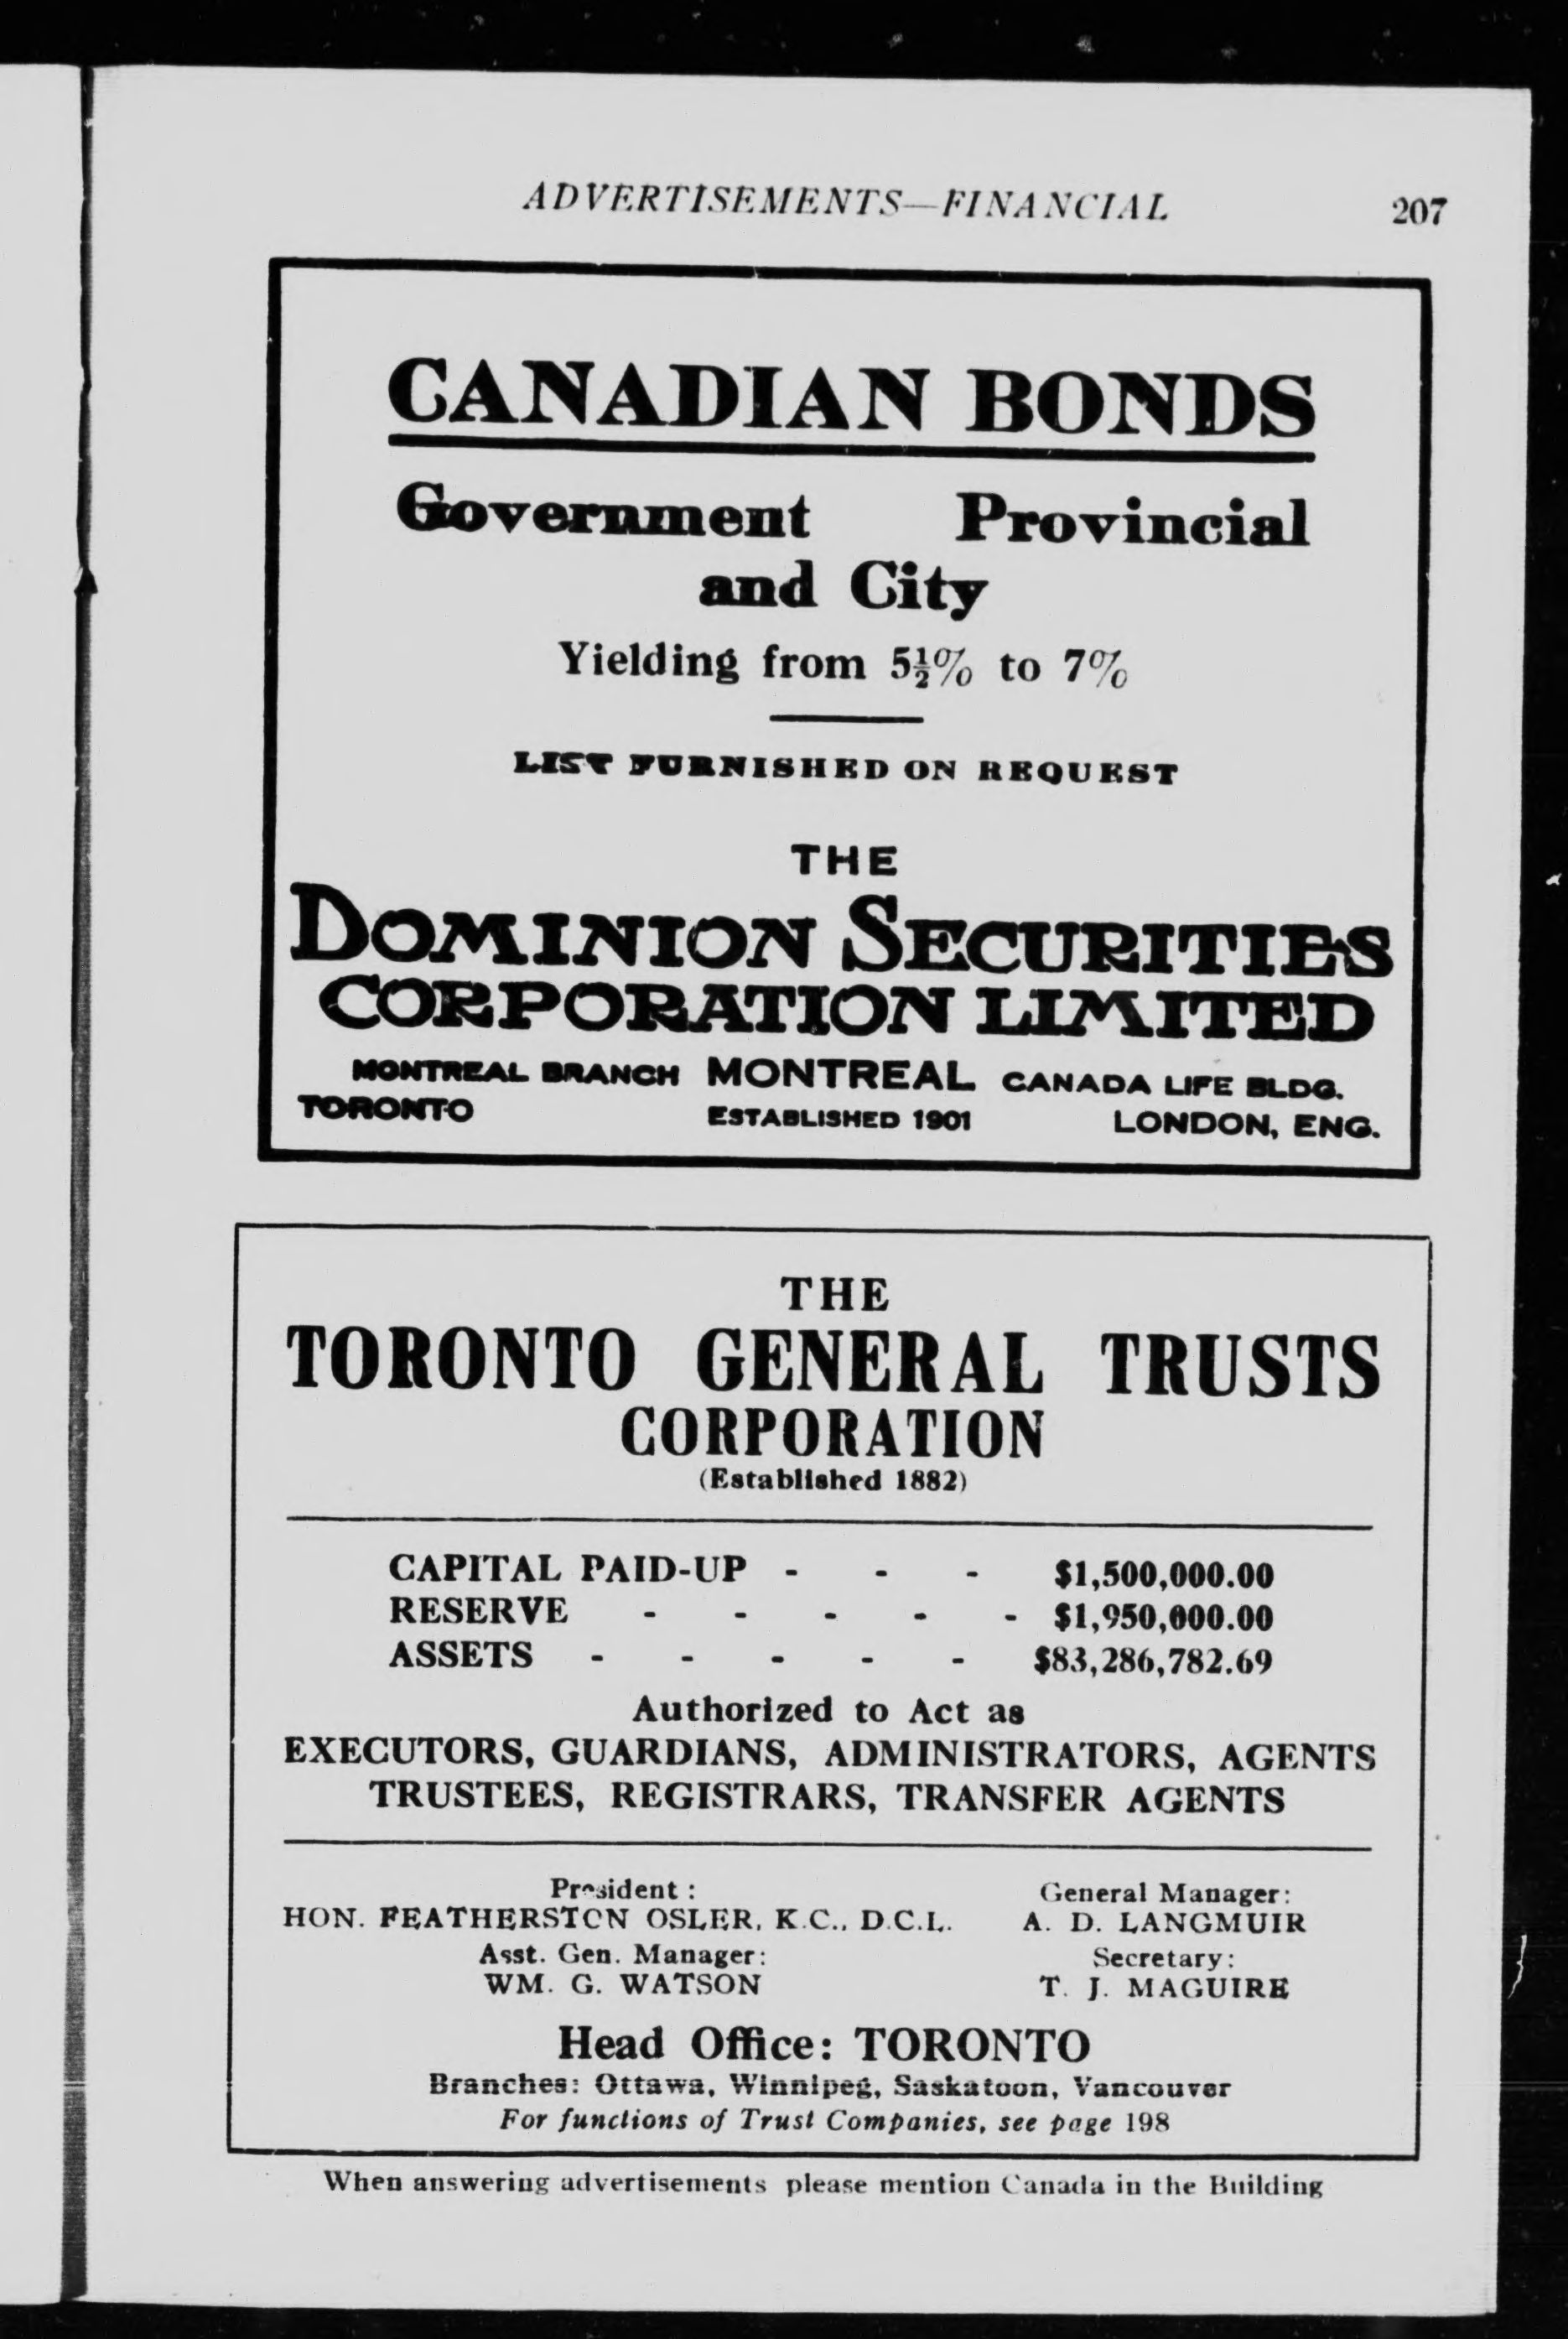 ADVERTISEMENTS—FINANCIAL 207
CANADIAN BONDS
Government Provincial
and City
Yielding from 5½% to 7%
LIST FURNISHED ON REQUEST
THE
DOMINION SECURITIES
CORPORATION LIMITED
MONTREAL BRANCH MONTREAL CANADA LIFE BLDG.
TORONTO ESTABLISHED 1901 LONDON, ENG.
THE
TORONTO GENERAL TRUSTS
CORPORATION
(Established 1882)
CAPITAL PAID-UP - - - $1,500,000.00
RESERVE - - - - - $1,950,000.00
ASSETS - - - - - $83,286,782.69
Authorized to Act as
EXECUTORS, GUARDIANS, ADMINISTRATORS, AGENTS
TRUSTEES, REGISTRARS, TRANSFER AGENTS
President: General Manager:
HON. FEATHERSTON OSLER, K.C., D.C.L. A. D. LANGMUIR
Asst. Gen. Manager: Secretary:
WM. G. WATSON T. J. MAGUIRE
Head Office: TORONTO
Branches: Ottawa, Winnipeg, Saskatoon, Vancouver
For functions of Trust Companies, see page 198
When answering advertisements please mention Canada in the Building